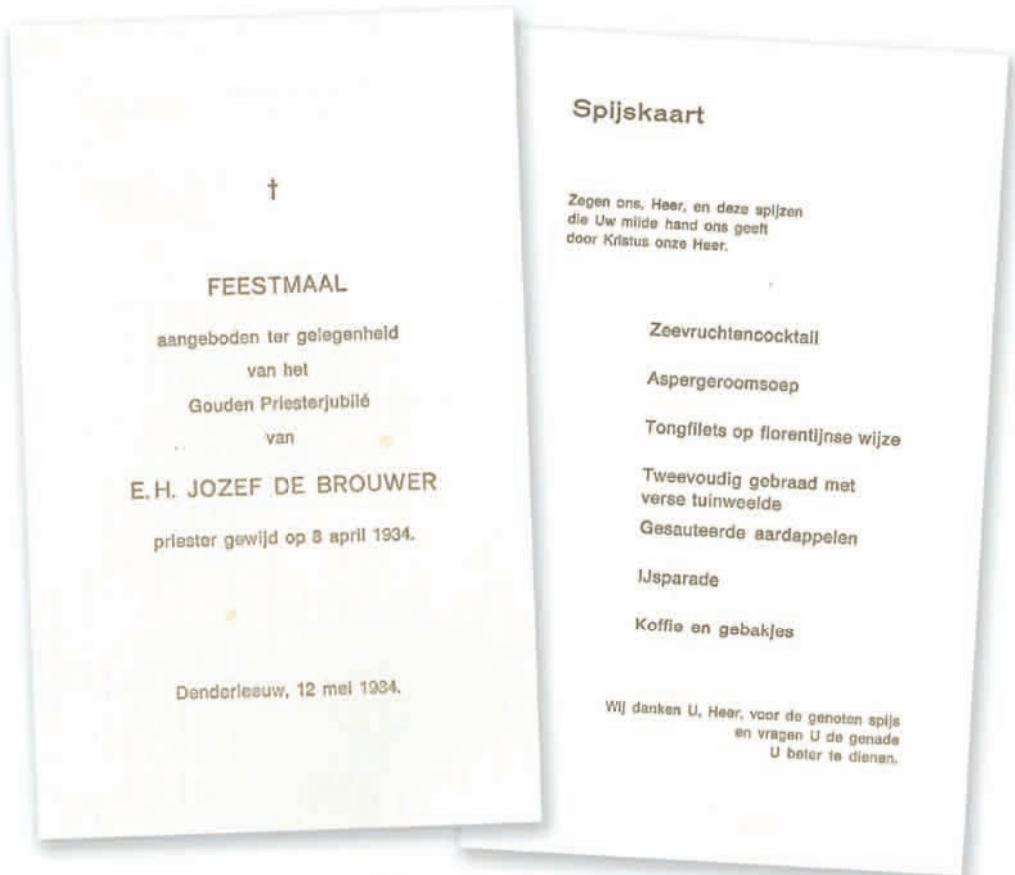 †
FEESTMAAL
aangeboden ter gelegenheid
van het
Gouden Priesterjubilé
van
E.H. JOZEF DE BROUWER
priester gewijd op 8 april 1934.
Denderleeuw, 12 mei 1984.
Spijskaart
Zegen ons, Heer, en deze spijzen
die Uw milde hand ons geeft
door Kristus onze Heer.
Zeevruchtencocktail
Aspergeroomsoep
Tongfilets op florentijnse wijze
Tweevoudig gebraad met
verse tuinweelde
Gesauteerde aardappelen
IJsparade
Koffie en gebakjes
Wij danken U, Heer, voor de genoten spijs
en vragen U de genade
U beter te dienen.